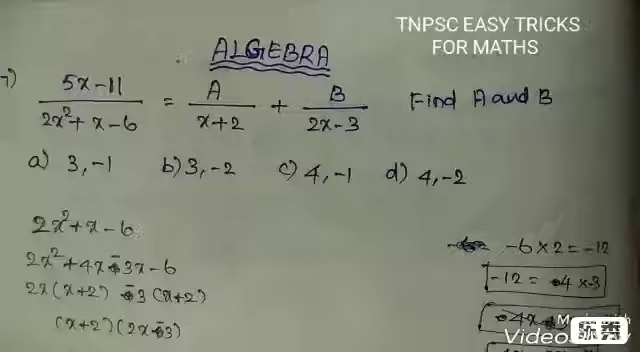 TNPSC EASY TRICKS
FOR MATHS
ALGEBRA
7) (5x-11)/(2x²+x-6) = A/(x+2) + B/(2x-3) Find A and B
a) 3,-1 b) 3,-2 c) 4,-1 d) 4,-2
2x²+x-6
2x²+4x-3x-6
2x(x+2) -3(x+2)
(x+2)(2x-3)
-6×2=-12
-12 = 4×-3
4x
Video